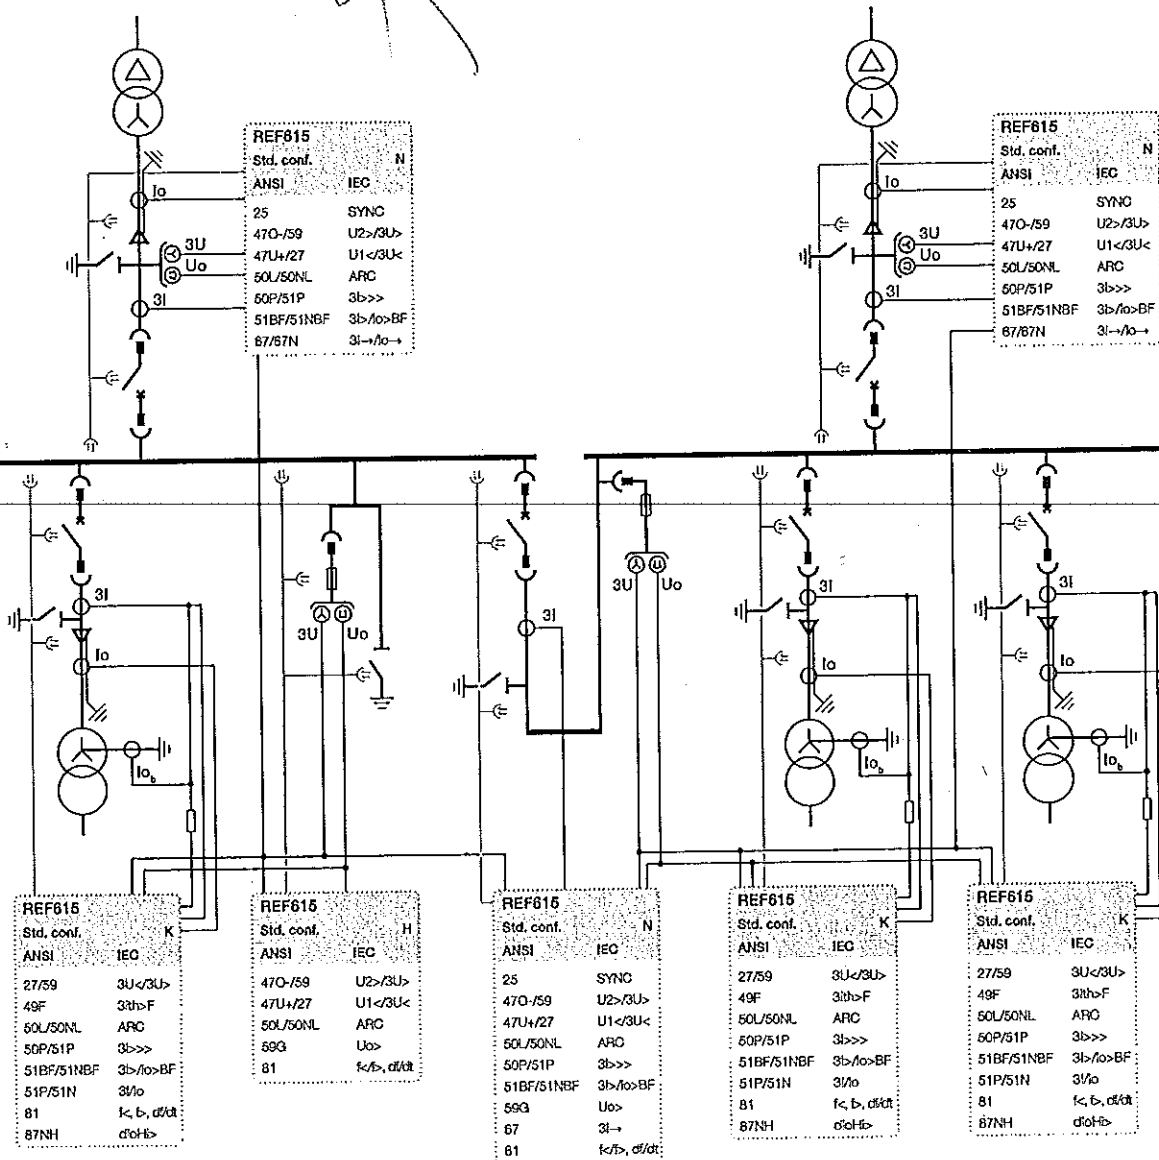 REF615
Std. conf. N
ANSI IEC
25 SYNC
47O-/59 U2>/3U>
47U+/27 U1</3U<
50L/50NL ARC
50P/51P 3I>>>
51BF/51NBF 3I>/Io>BF
67/67N 3I→/Io→
Io
3U
Uo
3I
REF615
Std. conf. N
ANSI IEC
25 SYNC
47O-/59 U2>/3U>
47U+/27 U1</3U<
50L/50NL ARC
50P/51P 3I>>>
51BF/51NBF 3I>/Io>BF
67/67N 3I→/Io→
Io
3U
Uo
3I
3I
Io
Iob
3U Uo
3I
3U Uo
3I
Io
Iob
3I
Io
Iob
REF615
Std. conf. K
ANSI IEC
27/59 3U</3U>
49F 3Ith>F
50L/50NL ARC
50P/51P 3I>>>
51BF/51NBF 3I>/Io>BF
51P/51N 3I/Io
81 f<, f>, df/dt
87NH dIoHi>
REF615
Std. conf. H
ANSI IEC
47O-/59 U2>/3U>
47U+/27 U1</3U<
50L/50NL ARC
59G Uo>
81 f</f>, df/dt
REF615
Std. conf. N
ANSI IEC
25 SYNC
47O-/59 U2>/3U>
47U+/27 U1</3U<
50L/50NL ARC
50P/51P 3I>>>
51BF/51NBF 3I>/Io>BF
59G Uo>
67 3I→
81 f</f>, df/dt
REF615
Std. conf. K
ANSI IEC
27/59 3U</3U>
49F 3Ith>F
50L/50NL ARC
50P/51P 3I>>>
51BF/51NBF 3I>/Io>BF
51P/51N 3I/Io
81 f<, f>, df/dt
87NH dIoHi>
REF615
Std. conf. K
ANSI IEC
27/59 3U</3U>
49F 3Ith>F
50L/50NL ARC
50P/51P 3I>>>
51BF/51NBF 3I>/Io>BF
51P/51N 3I/Io
81 f<, f>, df/dt
87NH dIoHi>